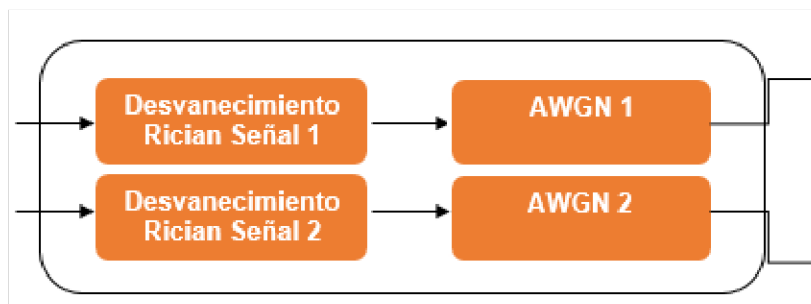 Desvanecimiento
Rician Señal 1
AWGN 1
Desvanecimiento
Rician Señal 2
AWGN 2